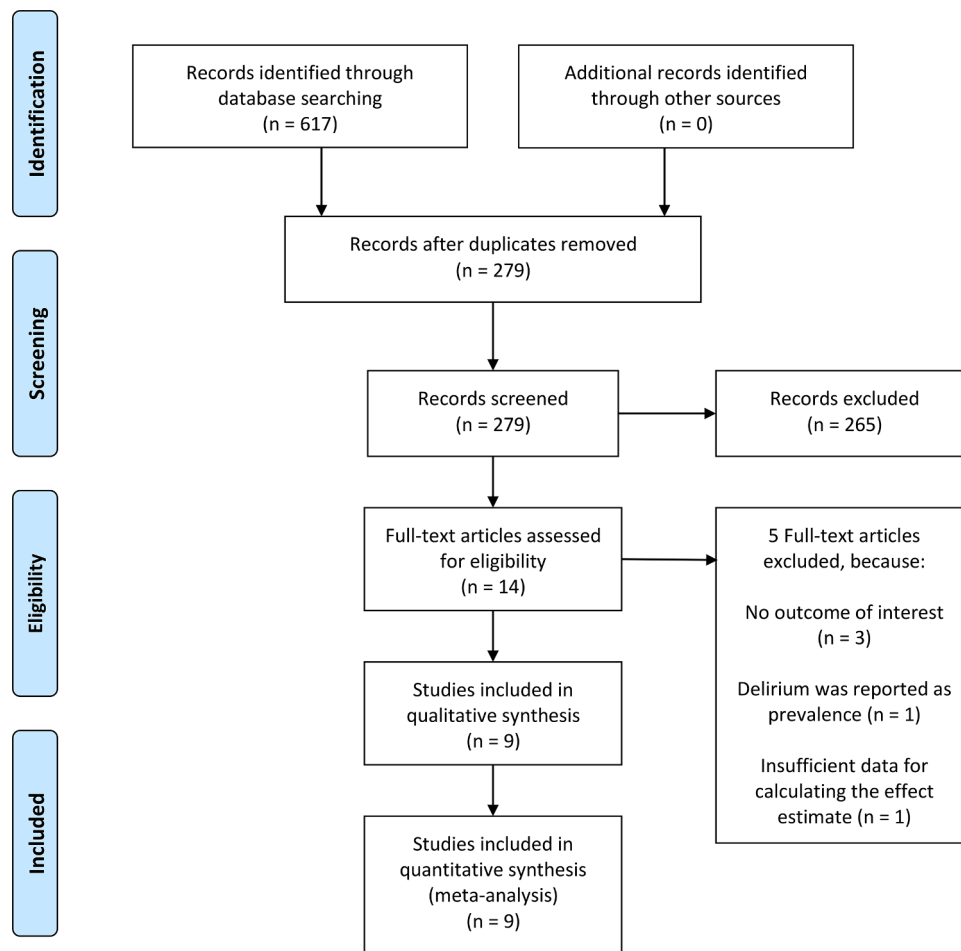 Identification
Records identified through
database searching
(n = 617)
Additional records identified
through other sources
(n = 0)
Screening
Records after duplicates removed
(n = 279)
Records screened
(n = 279)
Records excluded
(n = 265)
Eligibility
Full-text articles assessed
for eligibility
(n = 14)
5 Full-text articles
excluded, because:
No outcome of interest
(n = 3)
Delirium was reported as
prevalence (n = 1)
Insufficient data for
calculating the effect
estimate (n = 1)
Studies included in
qualitative synthesis
(n = 9)
Included
Studies included in
quantitative synthesis
(meta-analysis)
(n = 9)